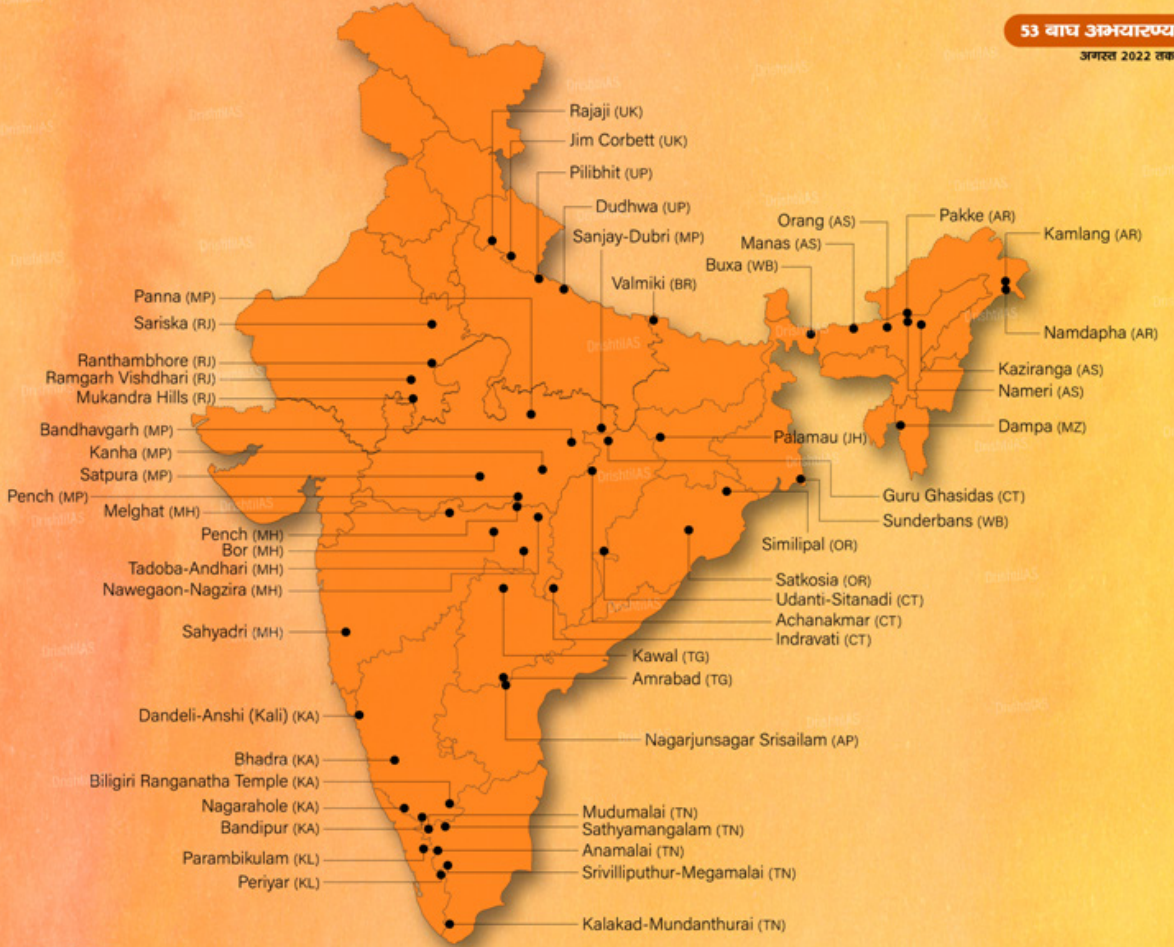 53 बाघ अभयारण्य
अगस्त 2022 तक
Rajaji (UK)
Jim Corbett (UK)
Pilibhit (UP)
Dudhwa (UP)
Sanjay-Dubri (MP)
Valmiki (BR)
Buxa (WB)
Manas (AS)
Orang (AS)
Pakke (AR)
Kamlang (AR)
Namdapha (AR)
Kaziranga (AS)
Nameri (AS)
Dampa (MZ)
Panna (MP)
Sariska (RJ)
Ranthambhore (RJ)
Ramgarh Vishdhari (RJ)
Mukandra Hills (RJ)
Bandhavgarh (MP)
Kanha (MP)
Satpura (MP)
Pench (MP)
Melghat (MH)
Pench (MH)
Bor (MH)
Tadoba-Andhari (MH)
Nawegaon-Nagzira (MH)
Sahyadri (MH)
Dandeli-Anshi (Kali) (KA)
Bhadra (KA)
Biligiri Ranganatha Temple (KA)
Nagarahole (KA)
Bandipur (KA)
Parambikulam (KL)
Periyar (KL)
Palamau (JH)
Guru Ghasidas (CT)
Sunderbans (WB)
Similipal (OR)
Satkosia (OR)
Udanti-Sitanadi (CT)
Achanakmar (CT)
Indravati (CT)
Kawal (TG)
Amrabad (TG)
Nagarjunsagar Srisailam (AP)
Mudumalai (TN)
Sathyamangalam (TN)
Anamalai (TN)
Srivilliputhur-Megamalai (TN)
Kalakad-Mundanthurai (TN)
DrishtiIAS